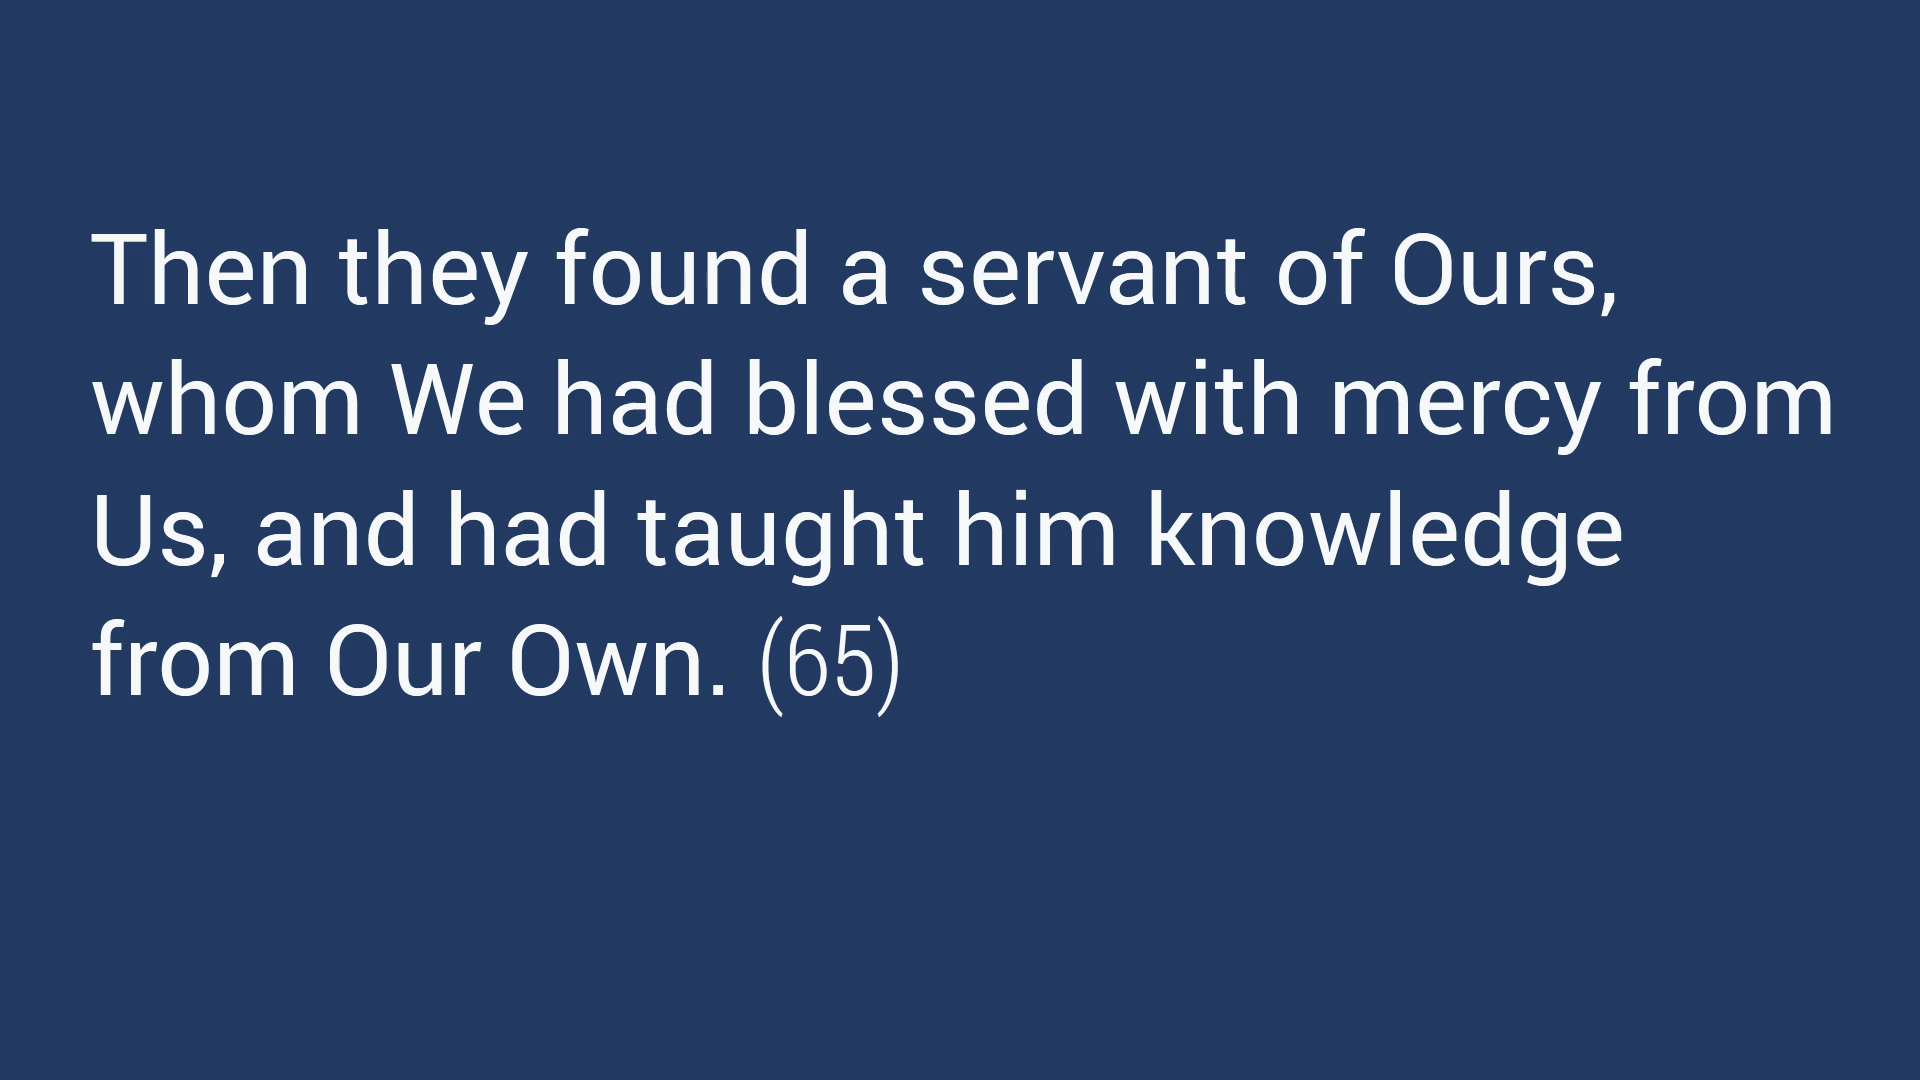 Then they found a servant of Ours,
whom We had blessed with mercy from
Us, and had taught him knowledge
from Our Own. (65)